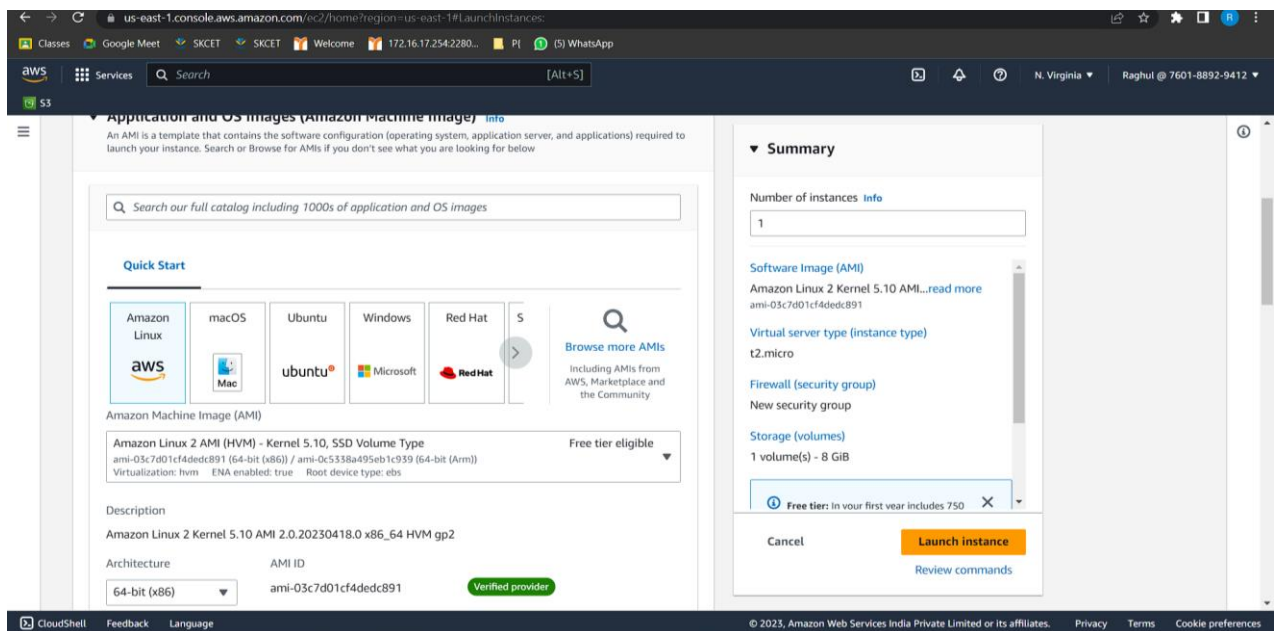 us-east-1.console.aws.amazon.com/ec2/home?region=us-east-1#LaunchInstances:
Classes Google Meet SKCET SKCET Welcome 172.16.17.254:2280... P( (5) WhatsApp
aws Services Search [Alt+S] N. Virginia Raghul @ 7601-8892-9412
S3
Application and OS Images (Amazon Machine Image) Info
An AMI is a template that contains the software configuration (operating system, application server, and applications) required to
launch your instance. Search or Browse for AMIs if you don't see what you are looking for below
Search our full catalog including 1000s of application and OS images
Quick Start
Amazon
Linux
aws
macOS
Mac
Ubuntu
ubuntu
Windows
Microsoft
Red Hat
Red Hat
S
Browse more AMIs
Including AMIs from
AWS, Marketplace and
the Community
Amazon Machine Image (AMI)
Amazon Linux 2 AMI (HVM) - Kernel 5.10, SSD Volume Type Free tier eligible
ami-03c7d01cf4dedc891 (64-bit (x86)) / ami-0c5338a495eb1c939 (64-bit (Arm))
Virtualization: hvm ENA enabled: true Root device type: ebs
Description
Amazon Linux 2 Kernel 5.10 AMI 2.0.20230418.0 x86_64 HVM gp2
Architecture AMI ID
64-bit (x86) ami-03c7d01cf4dedc891 Verified provider
Summary
Number of instances Info
1
Software Image (AMI)
Amazon Linux 2 Kernel 5.10 AMI...read more
ami-03c7d01cf4dedc891
Virtual server type (instance type)
t2.micro
Firewall (security group)
New security group
Storage (volumes)
1 volume(s) - 8 GiB
Free tier: In your first year includes 750
Cancel Launch instance
Review commands
CloudShell Feedback Language © 2023, Amazon Web Services India Private Limited or its affiliates. Privacy Terms Cookie preferences